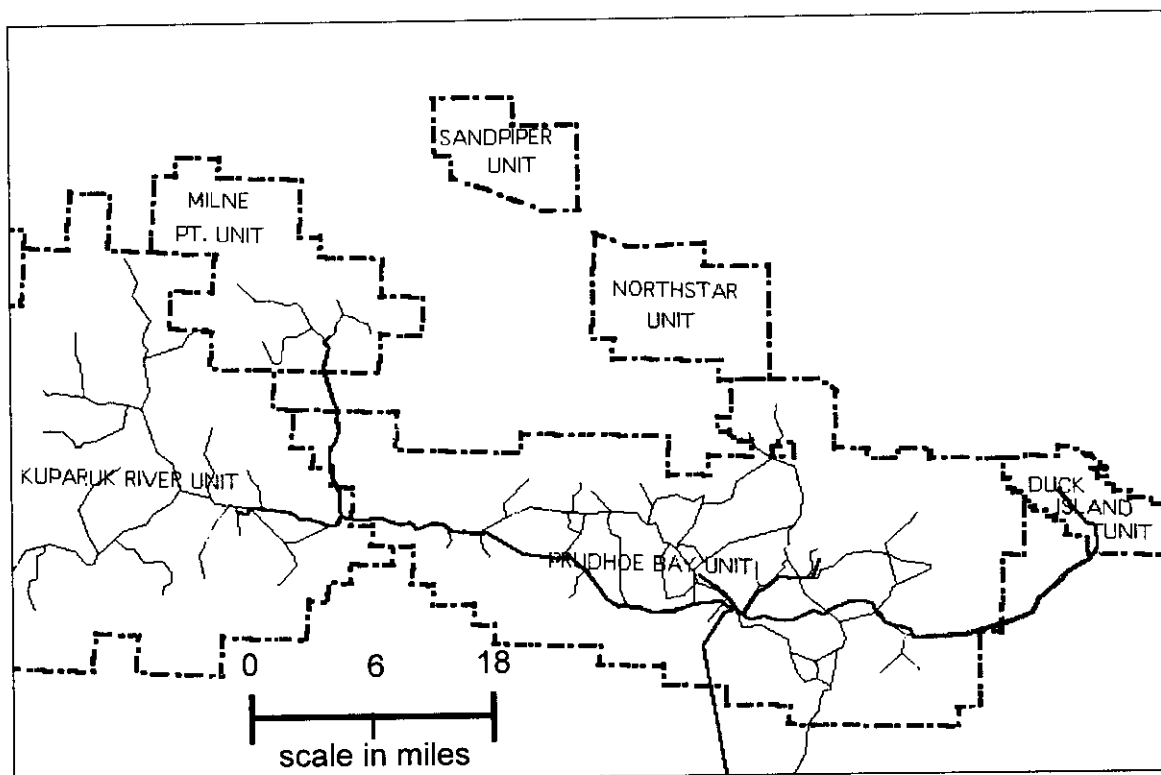 SANDPIPER
UNIT
MILNE
PT. UNIT
NORTHSTAR
UNIT
KUPARUK RIVER UNIT
DUCK
ISLAND
UNIT
PRUDHOE BAY UNIT
0 6 18
scale in miles